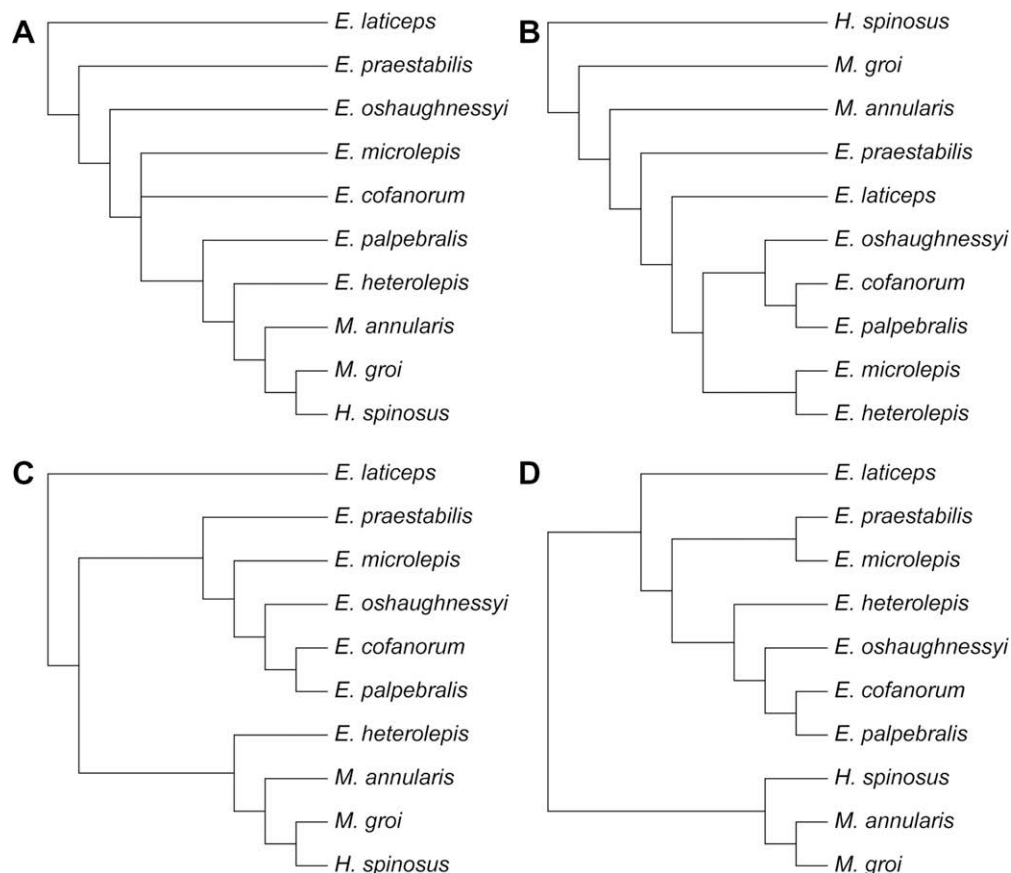 A
E. laticeps
E. praestabilis
E. oshaughnessyi
E. microlepis
E. cofanorum
E. palpebralis
E. heterolepis
M. annularis
M. groi
H. spinosus
B
H. spinosus
M. groi
M. annularis
E. praestabilis
E. laticeps
E. oshaughnessyi
E. cofanorum
E. palpebralis
E. microlepis
E. heterolepis
C
E. laticeps
E. praestabilis
E. microlepis
E. oshaughnessyi
E. cofanorum
E. palpebralis
E. heterolepis
M. annularis
M. groi
H. spinosus
D
E. laticeps
E. praestabilis
E. microlepis
E. heterolepis
E. oshaughnessyi
E. cofanorum
E. palpebralis
H. spinosus
M. annularis
M. groi